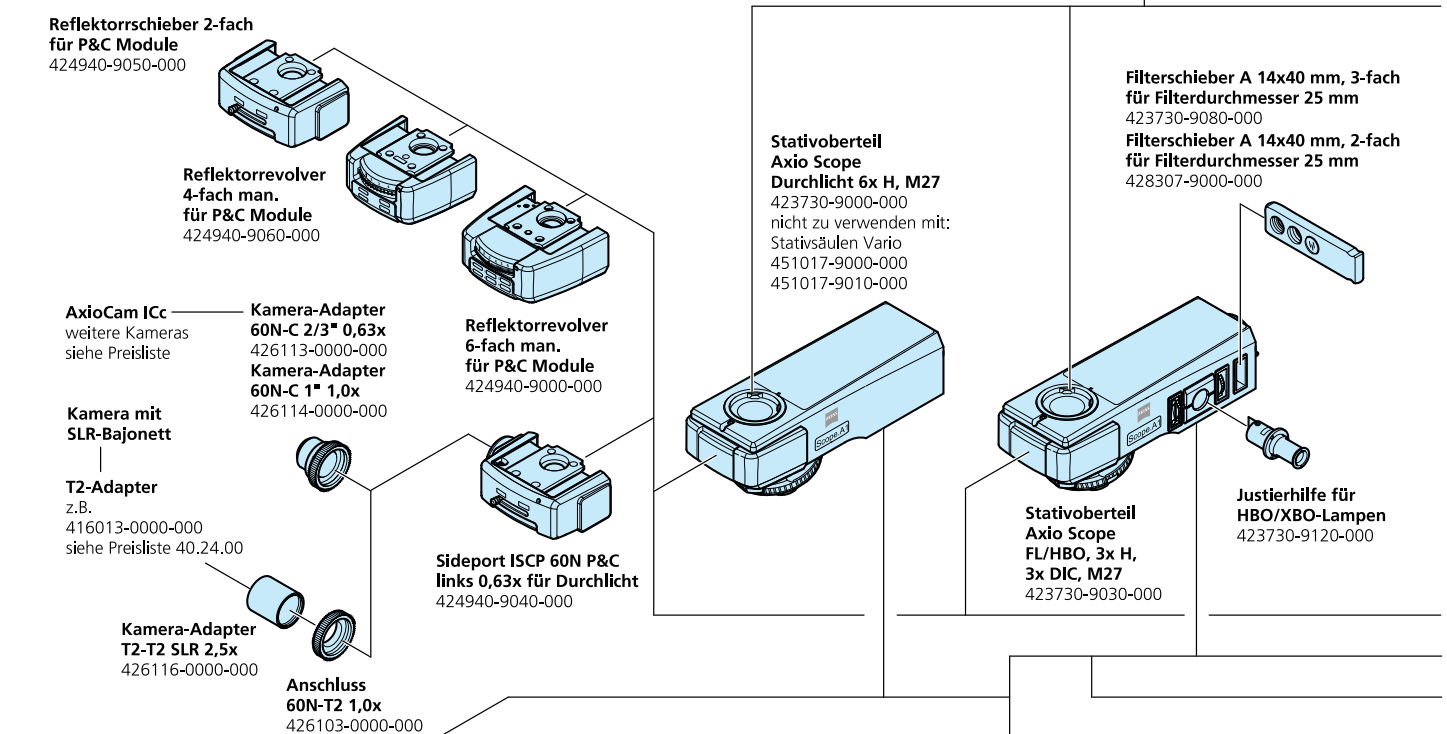 Reflektorrschieber 2-fach
für P&C Module
424940-9050-000
Reflektorrevolver
4-fach man.
für P&C Module
424940-9060-000
Reflektorrevolver
6-fach man.
für P&C Module
424940-9000-000
AxioCam ICc
weitere Kameras
siehe Preisliste
Kamera-Adapter
60N-C 2/3" 0,63x
426113-0000-000
Kamera-Adapter
60N-C 1" 1,0x
426114-0000-000
Kamera mit
SLR-Bajonett
T2-Adapter
z.B.
416013-0000-000
siehe Preisliste 40.24.00
Kamera-Adapter
T2-T2 SLR 2,5x
426116-0000-000
Anschluss
60N-T2 1,0x
426103-0000-000
Sideport ISCP 60N P&C
links 0,63x für Durchlicht
424940-9040-000
Stativoberteil
Axio Scope
Durchlicht 6x H, M27
423730-9000-000
nicht zu verwenden mit:
Stativsäulen Vario
451017-9000-000
451017-9010-000
ZEISS
Scope.A1
Filterschieber A 14x40 mm, 3-fach
für Filterdurchmesser 25 mm
423730-9080-000
Filterschieber A 14x40 mm, 2-fach
für Filterdurchmesser 25 mm
428307-9000-000
ZEISS
Scope.A1
Stativoberteil
Axio Scope
FL/HBO, 3x H,
3x DIC, M27
423730-9030-000
Justierhilfe für
HBO/XBO-Lampen
423730-9120-000